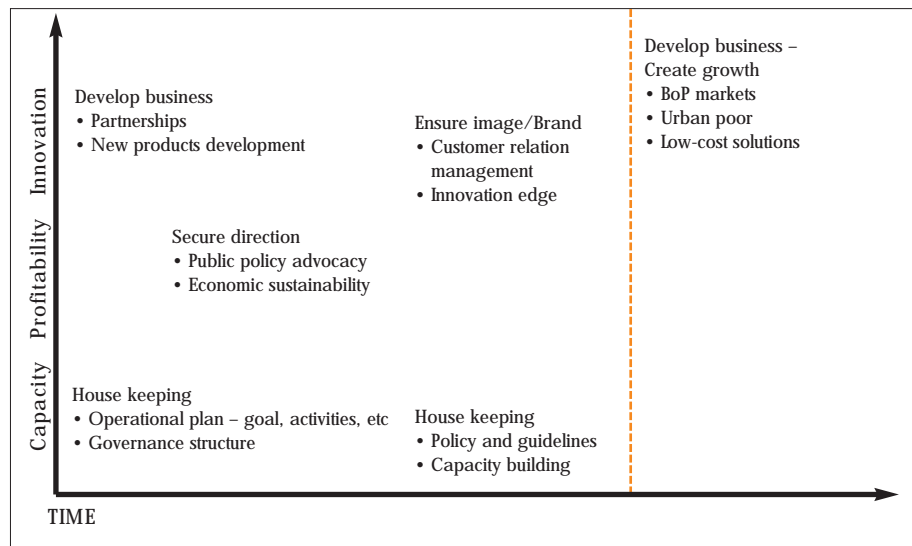 Innovation
Profitability
Capacity
Develop business
• Partnerships
• New products development
Ensure image/Brand
• Customer relation
management
• Innovation edge
Develop business –
Create growth
• BoP markets
• Urban poor
• Low-cost solutions
Secure direction
• Public policy advocacy
• Economic sustainability
House keeping
• Operational plan – goal, activities, etc
• Governance structure
House keeping
• Policy and guidelines
• Capacity building
TIME